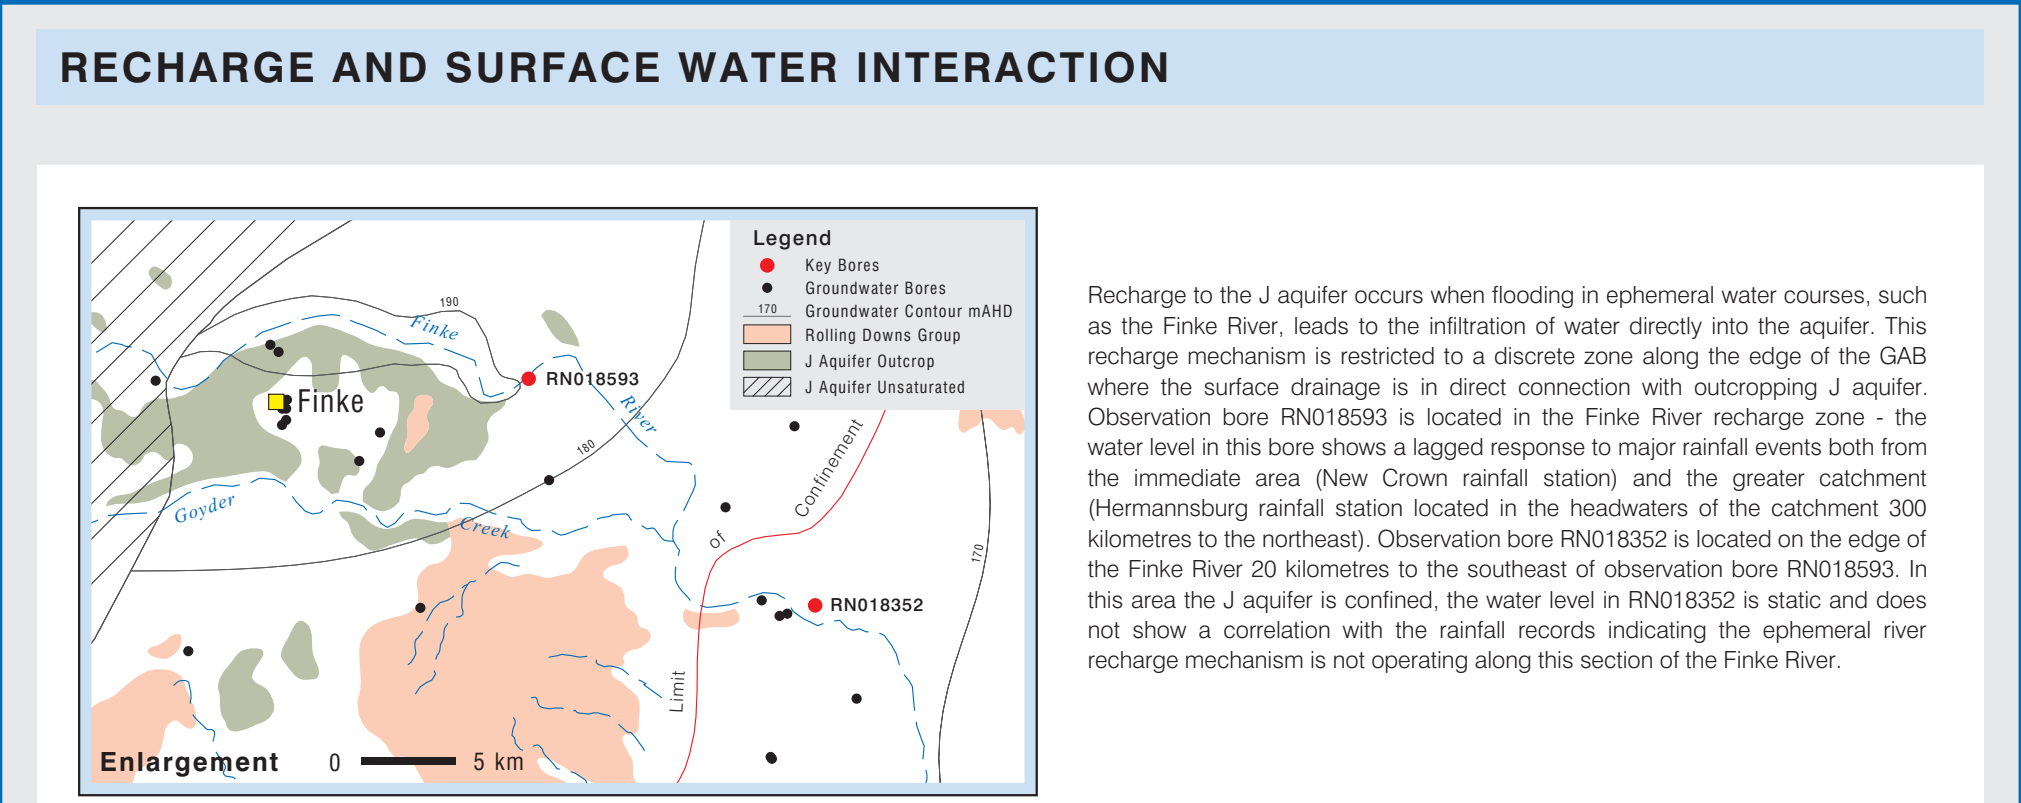 RECHARGE AND SURFACE WATER INTERACTION
Legend
Key Bores
Groundwater Bores
170 Groundwater Contour mAHD
Rolling Downs Group
J Aquifer Outcrop
J Aquifer Unsaturated
190
Finke
RN018593
Finke
River
180
Confinement
of
Limit
Goyder
Creek
170
RN018352
Enlargement 0 5 km
Recharge to the J aquifer occurs when flooding in ephemeral water courses, such
as the Finke River, leads to the infiltration of water directly into the aquifer. This
recharge mechanism is restricted to a discrete zone along the edge of the GAB
where the surface drainage is in direct connection with outcropping J aquifer.
Observation bore RN018593 is located in the Finke River recharge zone - the
water level in this bore shows a lagged response to major rainfall events both from
the immediate area (New Crown rainfall station) and the greater catchment
(Hermannsburg rainfall station located in the headwaters of the catchment 300
kilometres to the northeast). Observation bore RN018352 is located on the edge of
the Finke River 20 kilometres to the southeast of observation bore RN018593. In
this area the J aquifer is confined, the water level in RN018352 is static and does
not show a correlation with the rainfall records indicating the ephemeral river
recharge mechanism is not operating along this section of the Finke River.